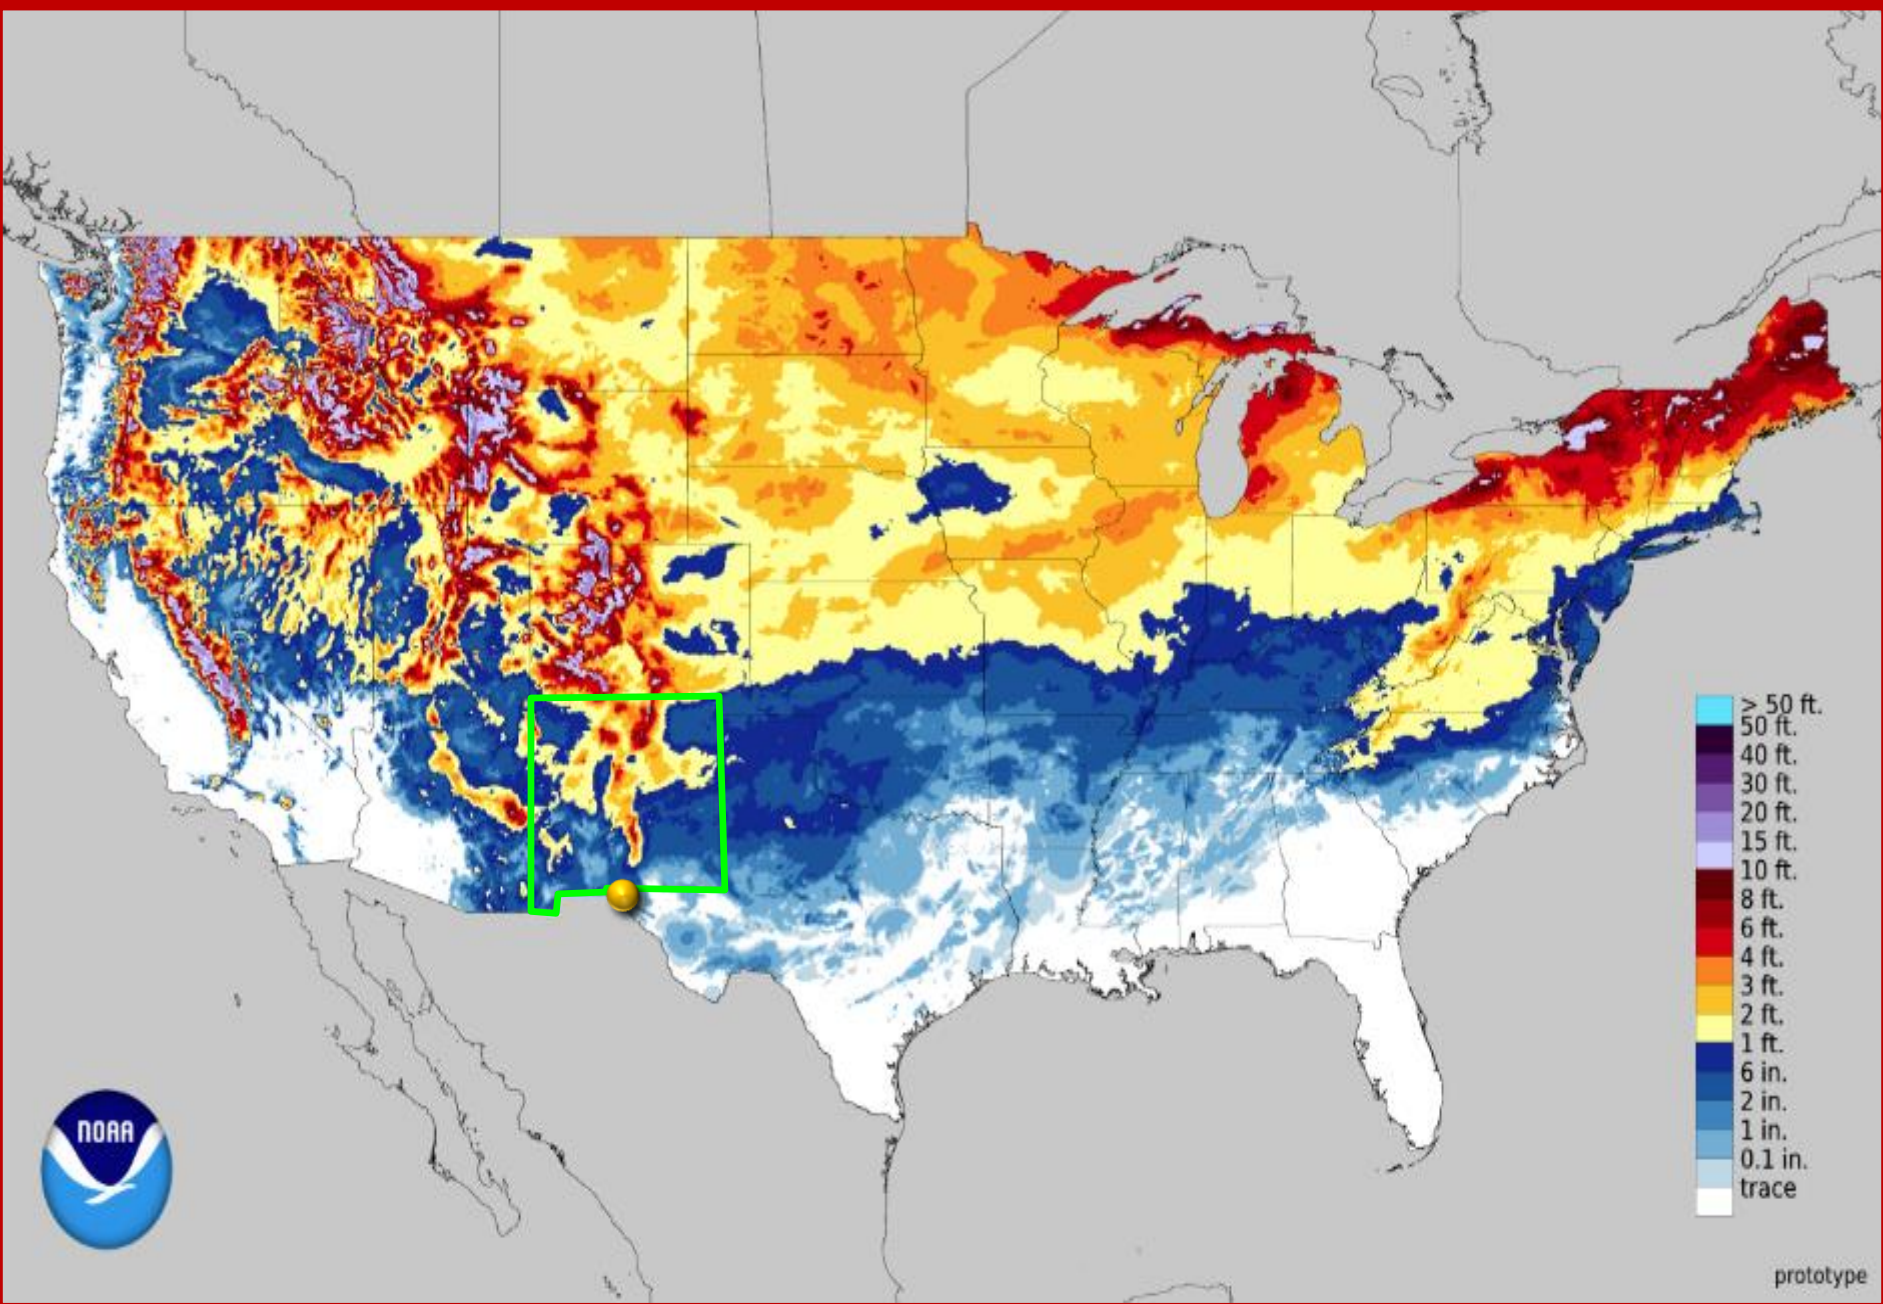 > 50 ft.
50 ft.
40 ft.
30 ft.
20 ft.
15 ft.
10 ft.
8 ft.
6 ft.
4 ft.
3 ft.
2 ft.
1 ft.
6 in.
2 in.
1 in.
0.1 in.
trace
NOAA
prototype